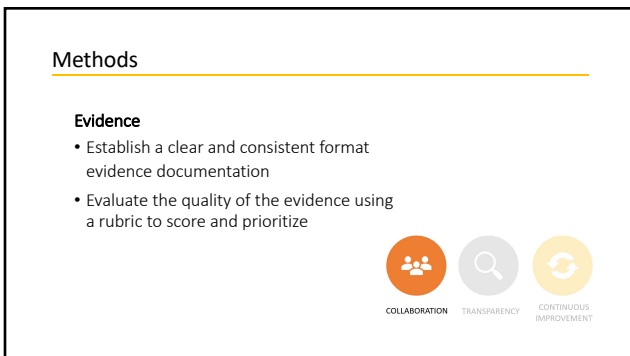 Methods
Evidence
• Establish a clear and consistent format
evidence documentation
• Evaluate the quality of the evidence using
a rubric to score and prioritize
COLLABORATION
TRANSPARENCY
CONTINUOUS
IMPROVEMENT